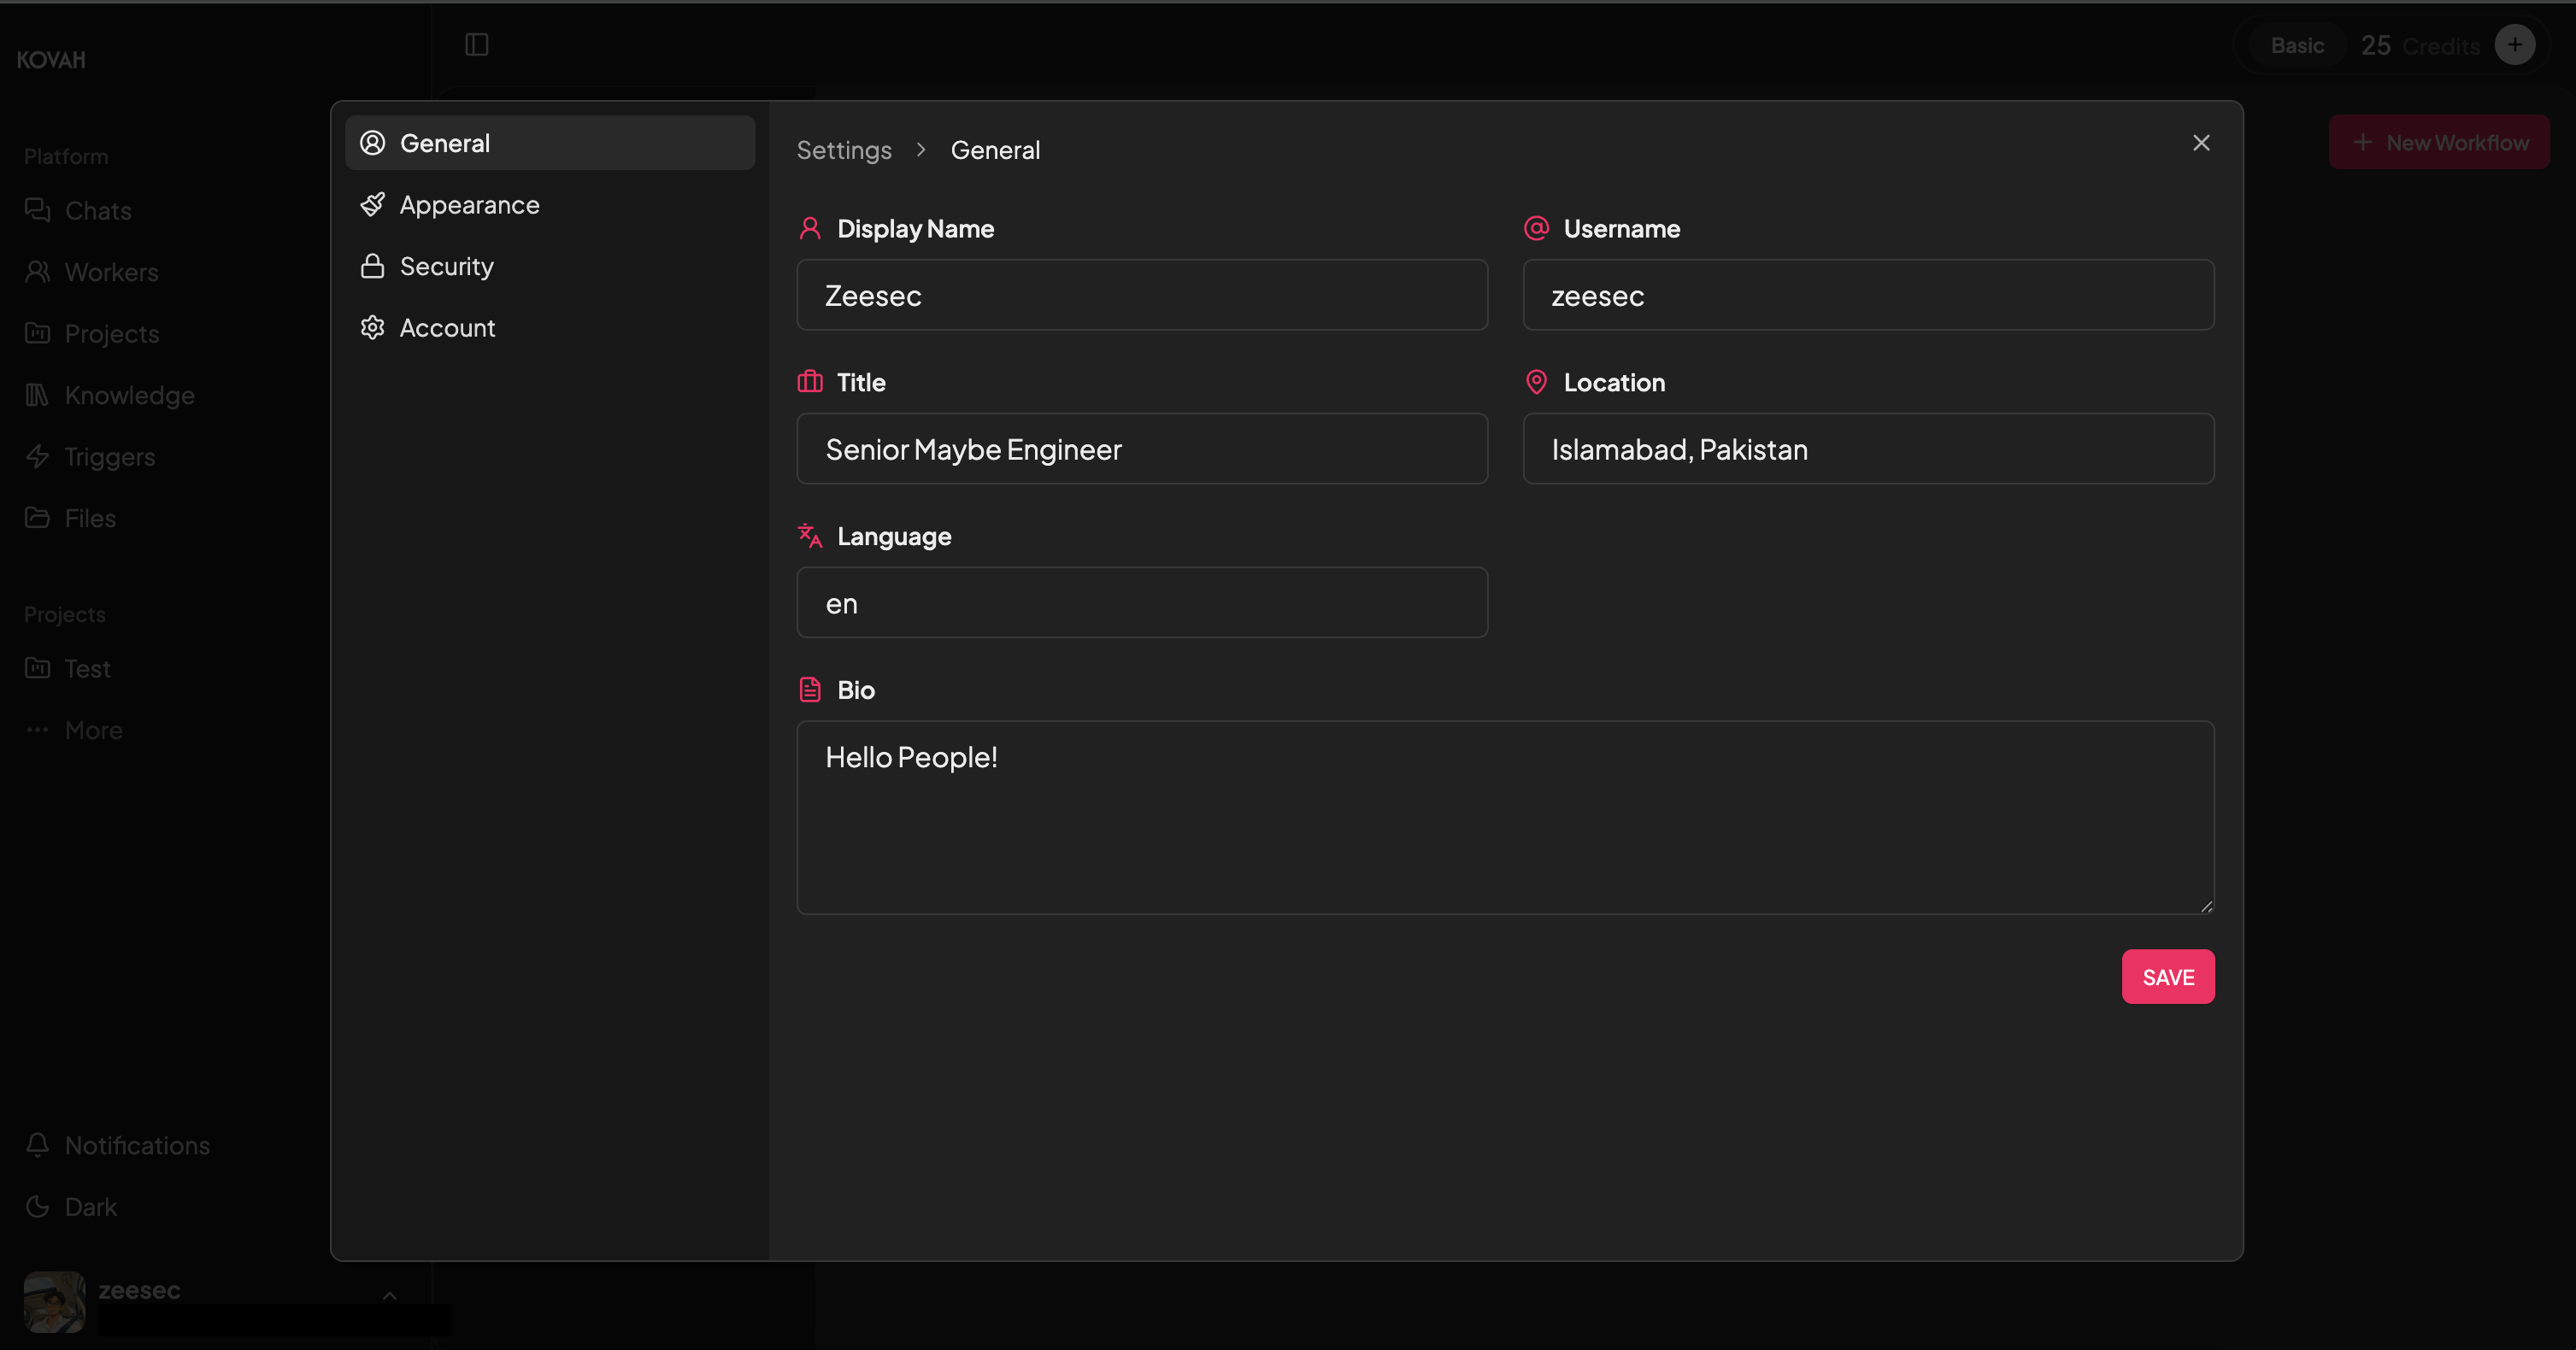 KOVAH
Basic 25 Credits
Platform
Chats
Workers
Projects
Knowledge
Triggers
Files
Projects
Test
More
Notifications
Dark
zeesec
New Workflow
General
Appearance
Security
Account
Settings > General
Display Name
Zeesec
Username
zeesec
Title
Senior Maybe Engineer
Location
Islamabad, Pakistan
Language
en
Bio
Hello People!
SAVE